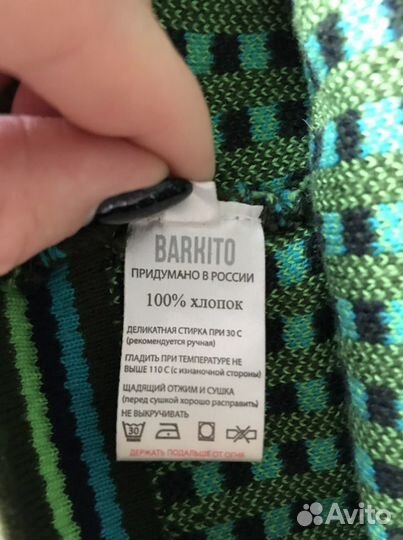 BARKITO
ПРИДУМАНО В РОССИИ
100% хлопок
ДЕЛИКАТНАЯ СТИРКА ПРИ 30 С
(рекомендуется ручная)
ГЛАДИТЬ ПРИ ТЕМПЕРАТУРЕ НЕ
ВЫШЕ 110 С (с изнаночной стороны)
ЩАДЯЩИЙ ОТЖИМ И СУШКА
(перед сушкой хорошо расправить)
НЕ ВЫКРУЧИВАТЬ
30
ДЕРЖАТЬ ПОДАЛЬШЕ ОТ ОГНЯ
Avito